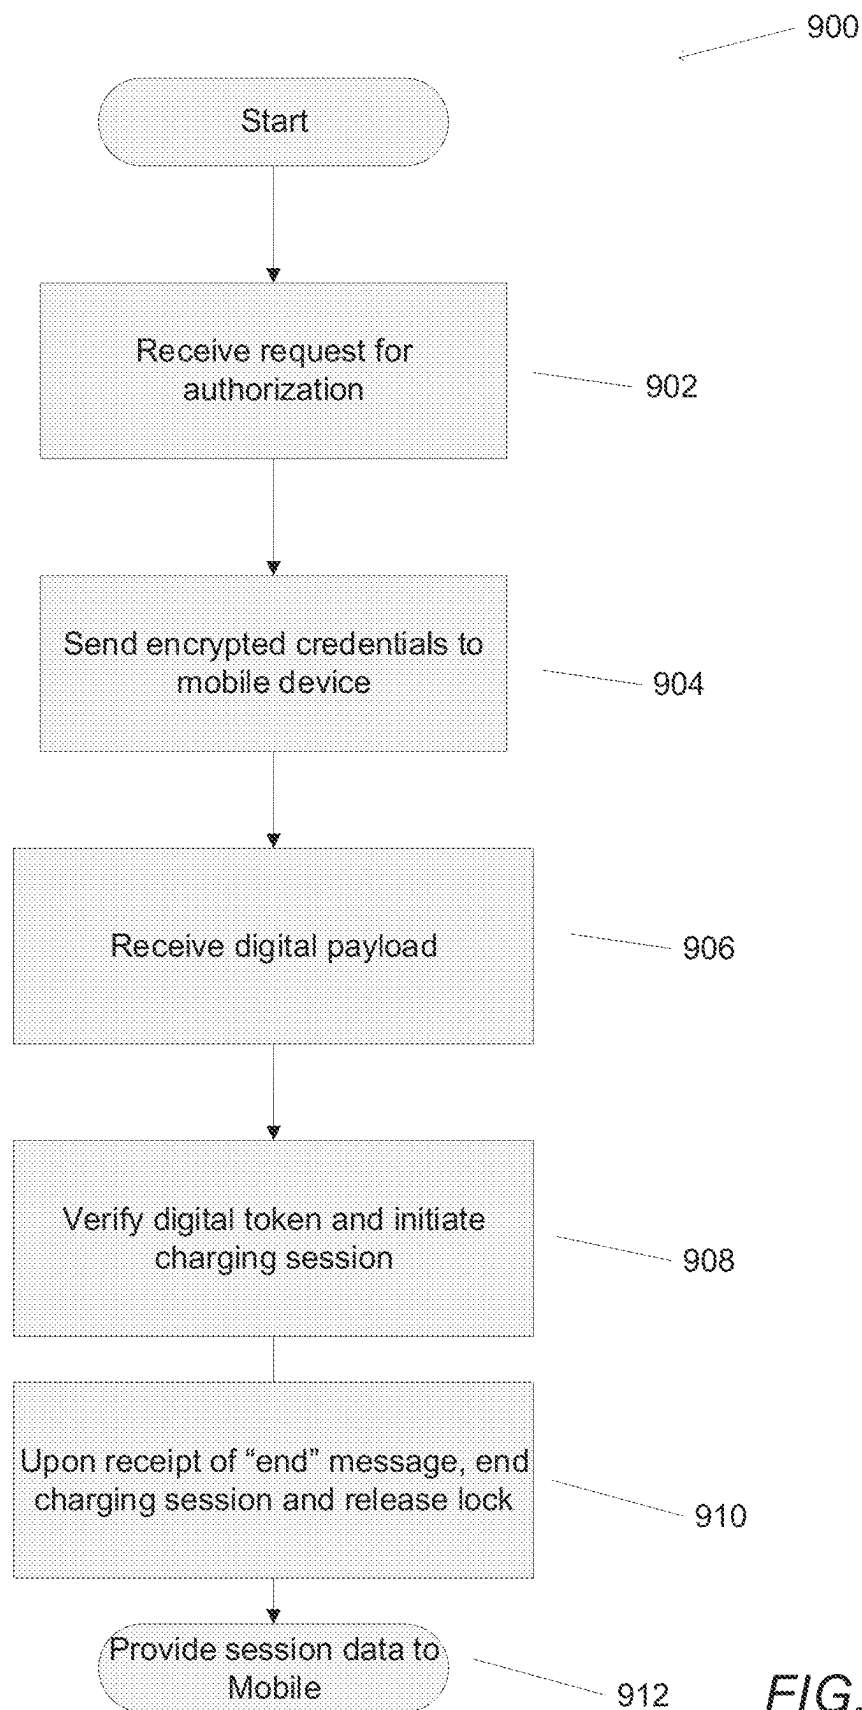 900
Start
Receive request for
authorization
902
Send encrypted credentials to
mobile device
904
Receive digital payload
906
Verify digital token and initiate
charging session
908
Upon receipt of “end” message, end
charging session and release lock
910
Provide session data to
Mobile
912
FIG.